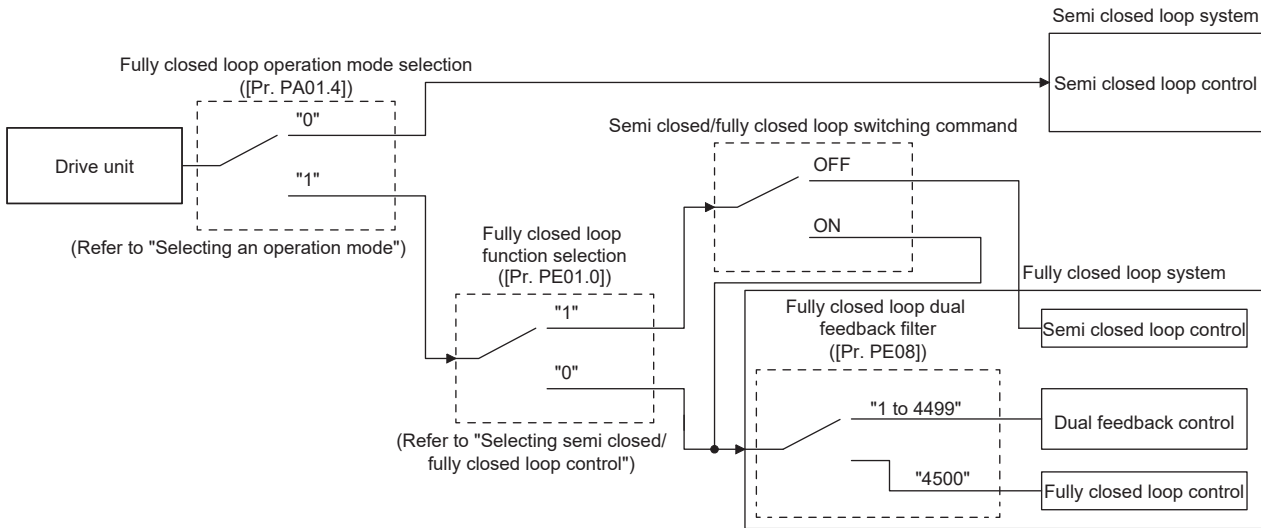 Semi closed loop system
Fully closed loop operation mode selection
([Pr. PA01.4])
Semi closed loop control
"0"
Semi closed/fully closed loop switching command
Drive unit
OFF
"1"
ON
(Refer to "Selecting an operation mode")
Fully closed loop
function selection
([Pr. PE01.0])
Fully closed loop system
Fully closed loop dual
feedback filter
([Pr. PE08])
"1"
Semi closed loop control
"0"
"1 to 4499"
Dual feedback control
(Refer to "Selecting semi closed/
fully closed loop control")
"4500"
Fully closed loop control